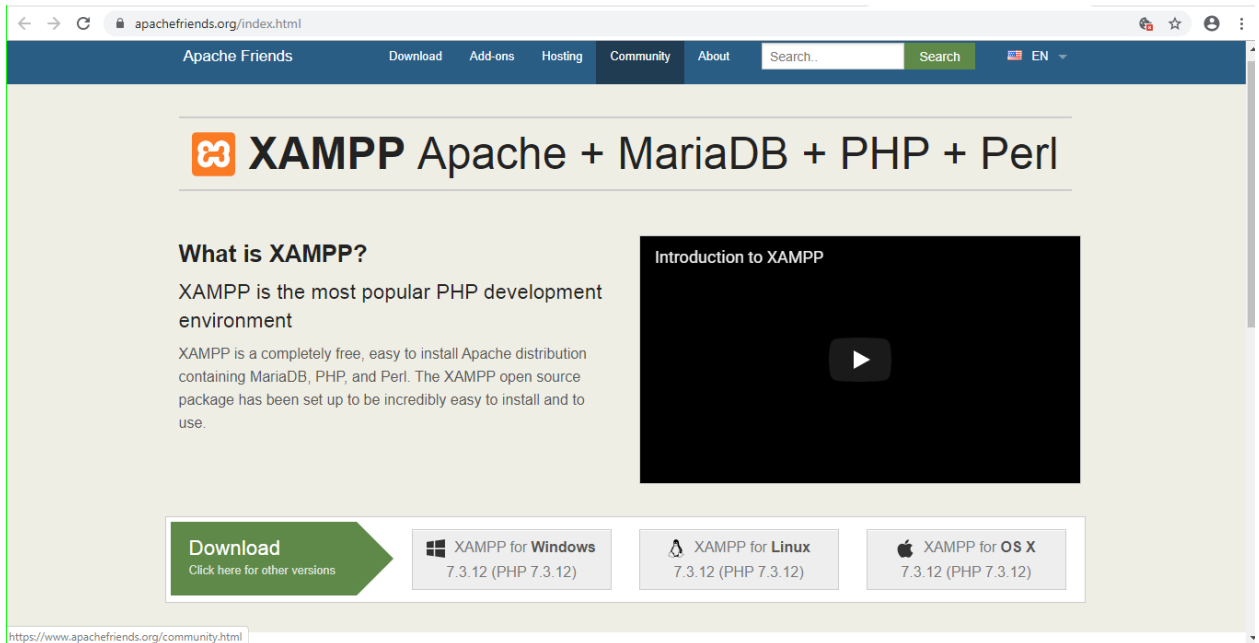 apachefriends.org/index.html
Apache Friends Download Add-ons Hosting Community About Search.. Search EN
XAMPP Apache + MariaDB + PHP + Perl
What is XAMPP?
XAMPP is the most popular PHP development
environment
XAMPP is a completely free, easy to install Apache distribution
containing MariaDB, PHP, and Perl. The XAMPP open source
package has been set up to be incredibly easy to install and to
use.
Introduction to XAMPP
Download
Click here for other versions
XAMPP for Windows
7.3.12 (PHP 7.3.12)
XAMPP for Linux
7.3.12 (PHP 7.3.12)
XAMPP for OS X
7.3.12 (PHP 7.3.12)
https://www.apachefriends.org/community.html